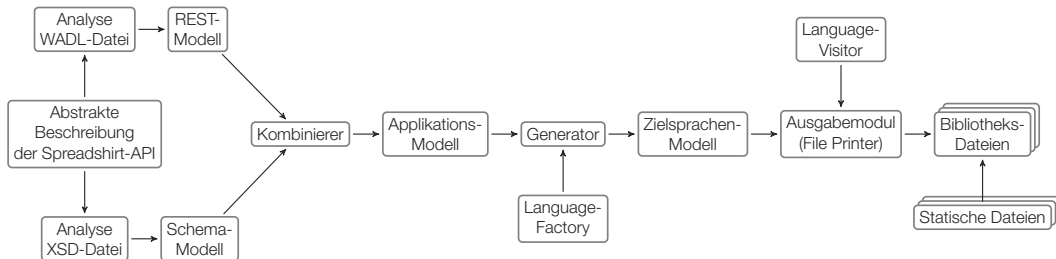 Analyse
WADL-Datei
REST-
Modell
Abstrakte
Beschreibung
der Spreadshirt-API
Analyse
XSD-Datei
Schema-
Modell
Kombinierer
Applikations-
Modell
Generator
Language-
Factory
Zielsprachen-
Modell
Language-
Visitor
Ausgabemodul
(File Printer)
Bibliotheks-
Dateien
Statische Dateien